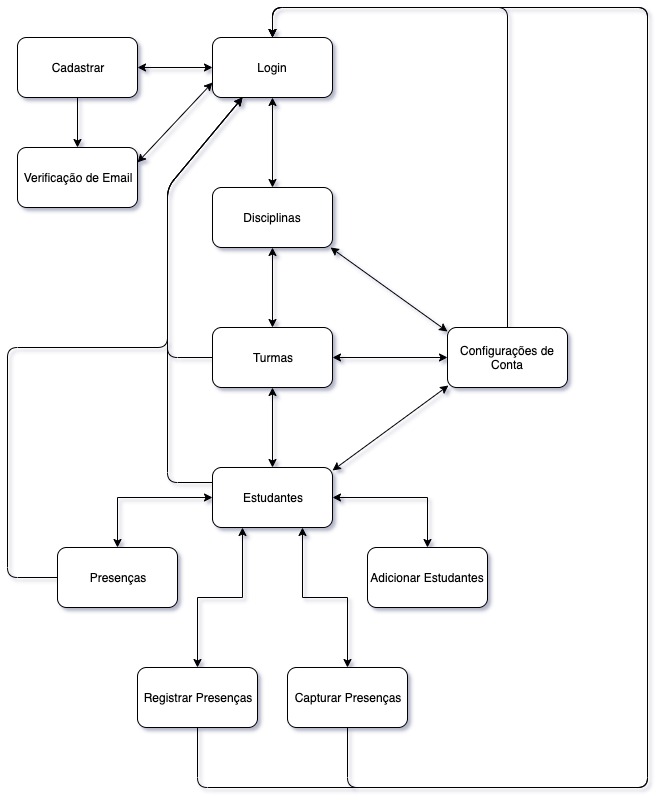 Cadastrar
Login
Verificação de Email
Disciplinas
Turmas
Configurações de
Conta
Estudantes
Presenças
Adicionar Estudantes
Registrar Presenças
Capturar Presenças